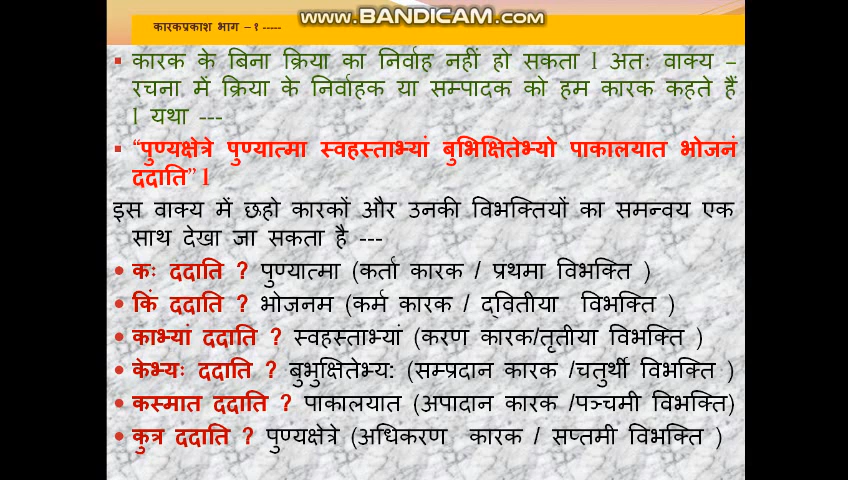 www.BANDICAM.com
कारकप्रकाश भाग – १ -----
कारक के बिना क्रिया का निर्वाह नहीं हो सकता l अतः वाक्य –
रचना में क्रिया के निर्वाहक या सम्पादक को हम कारक कहते हैं
l यथा ---
“पुण्यक्षेत्रे पुण्यात्मा स्वहस्ताभ्यां बुभिक्षितेभ्यो पाकालयात भोजनं
ददाति” l
इस वाक्य में छहो कारकों और उनकी विभक्तियों का समन्वय एक
साथ देखा जा सकता है ---
कः ददाति ? पुण्यात्मा (कर्ता कारक / प्रथमा विभक्ति )
किं ददाति ? भोजनम (कर्म कारक / द्वितीया विभक्ति )
काभ्यां ददाति ? स्वहस्ताभ्यां (करण कारक/तृतीया विभक्ति )
केभ्यः ददाति ? बुभुक्षितेभ्य: (सम्प्रदान कारक /चतुर्थी विभक्ति )
कस्मात ददाति ? पाकालयात (अपादान कारक /पञ्चमी विभक्ति)
कुत्र ददाति ? पुण्यक्षेत्रे (अधिकरण कारक / सप्तमी विभक्ति )